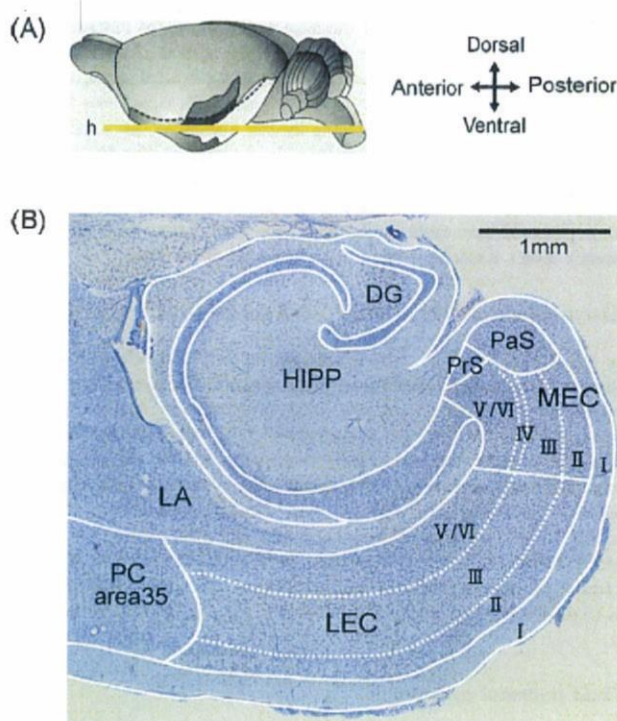 (A)
Dorsal
Anterior Posterior
Ventral
h
(B)
1mm
DG
HIPP
PaS
PrS
MEC
V/VI
IV
III
II
I
LA
V/VI
III
II
I
PC
area35
LEC